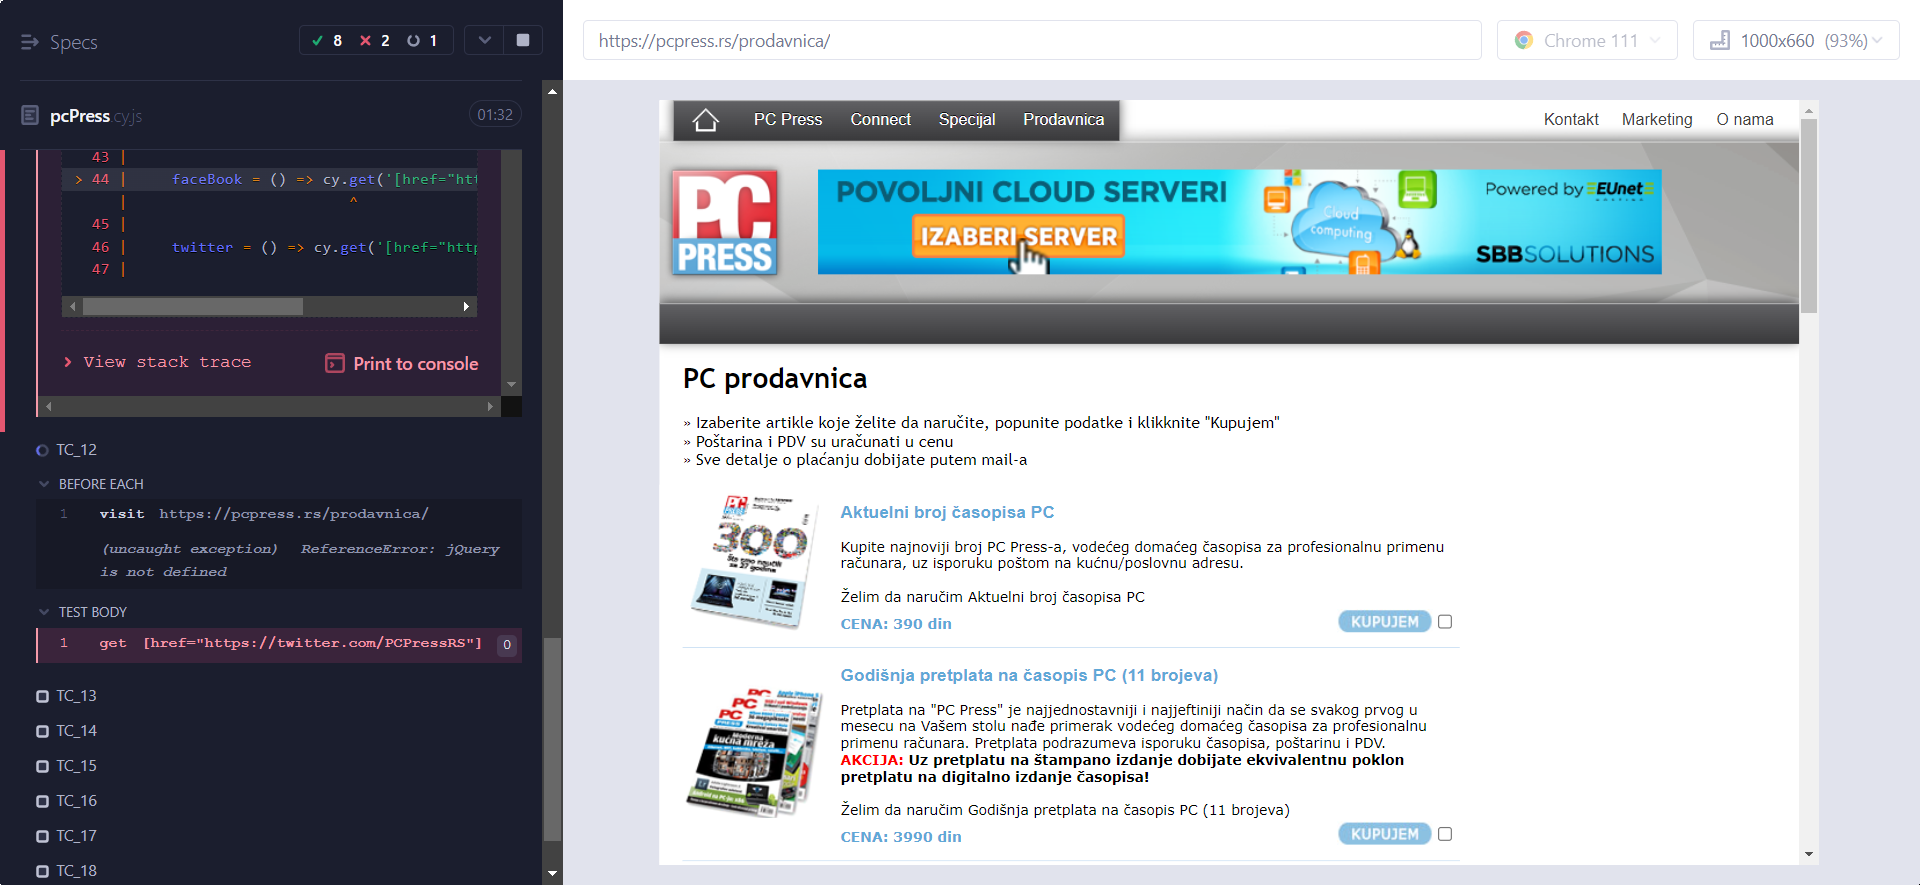 Specs
8 2 1
https://pcpress.rs/prodavnica/
Chrome 111
1000x660 (93%)
pcPress.cy.js
01:32
43 |
> 44 | faceBook = () => cy.get('[href="htt
| ^
45 |
46 | twitter = () => cy.get('[href="http
47 |
View stack trace
Print to console
TC_12
BEFORE EACH
1 visit https://pcpress.rs/prodavnica/
(uncaught exception) ReferenceError: jQuery
is not defined
TEST BODY
1 get [href="https://twitter.com/PCPressRS"] 0
TC_13
TC_14
TC_15
TC_16
TC_17
TC_18
PC Press Connect Specijal Prodavnica
Kontakt Marketing O nama
PC
PRESS
POVOLJNI CLOUD SERVERI
IZABERI SERVER
Cloud
computing
Powered by EUnet
HOSTING
SBBSOLUTIONS
PC prodavnica
» Izaberite artikle koje želite da naručite, popunite podatke i klikknite "Kupujem"
» Poštarina i PDV su uračunati u cenu
» Sve detalje o plaćanju dobijate putem mail-a
300
Šta smo naučili
za 27 godina
Aktuelni broj časopisa PC
Kupite najnoviji broj PC Press-a, vodećeg domaćeg časopisa za profesionalnu primenu
računara, uz isporuku poštom na kućnu/poslovnu adresu.
Želim da naručim Aktuelni broj časopisa PC
CENA: 390 din
KUPUJEM
Moderna
kućna mreža
Godišnja pretplata na časopis PC (11 brojeva)
Pretplata na "PC Press" je najjednostavniji i najjeftiniji način da se svakog prvog u
mesecu na Vašem stolu nađe primerak vodećeg domaćeg časopisa za profesionalnu
primenu računara. Pretplata podrazumeva isporuku časopisa, poštarinu i PDV.
AKCIJA: Uz pretplatu na štampano izdanje dobijate ekvivalentnu poklon
pretplatu na digitalno izdanje časopisa!
Želim da naručim Godišnja pretplata na časopis PC (11 brojeva)
CENA: 3990 din
KUPUJEM